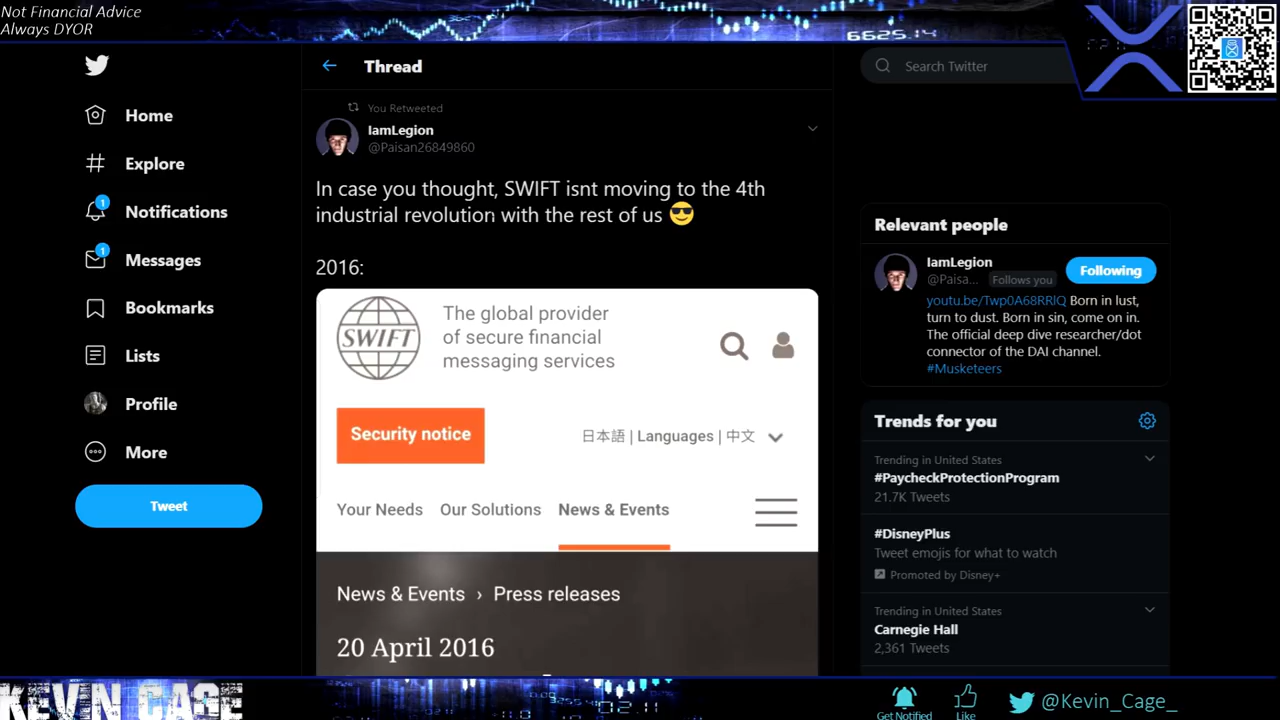 Not Financial Advice
Always DYOR
6625.14
Home
Explore
1
Notifications
1
Messages
Bookmarks
Lists
Profile
More
Tweet
Thread
You Retweeted
IamLegion
@Paisan26849860
In case you thought, SWIFT isnt moving to the 4th
industrial revolution with the rest of us 😎
2016:
SWIFT
The global provider
of secure financial
messaging services
Security notice
日本語 | Languages | 中文
Your Needs
Our Solutions
News & Events
News & Events › Press releases
20 April 2016
Search Twitter
Relevant people
IamLegion
@Paisa...
Follows you
Following
youtu.be/Twp0A68RRlQ Born in lust,
turn to dust. Born in sin, come on in.
The official deep dive researcher/dot
connector of the DAI channel.
#Musketeers
Trends for you
Trending in United States
#PaycheckProtectionProgram
21.7K Tweets
#DisneyPlus
Tweet emojis for what to watch
Promoted by Disney+
Trending in United States
Carnegie Hall
2,361 Tweets
KEVIN CAGE
Get Notified
Like
@Kevin_Cage_